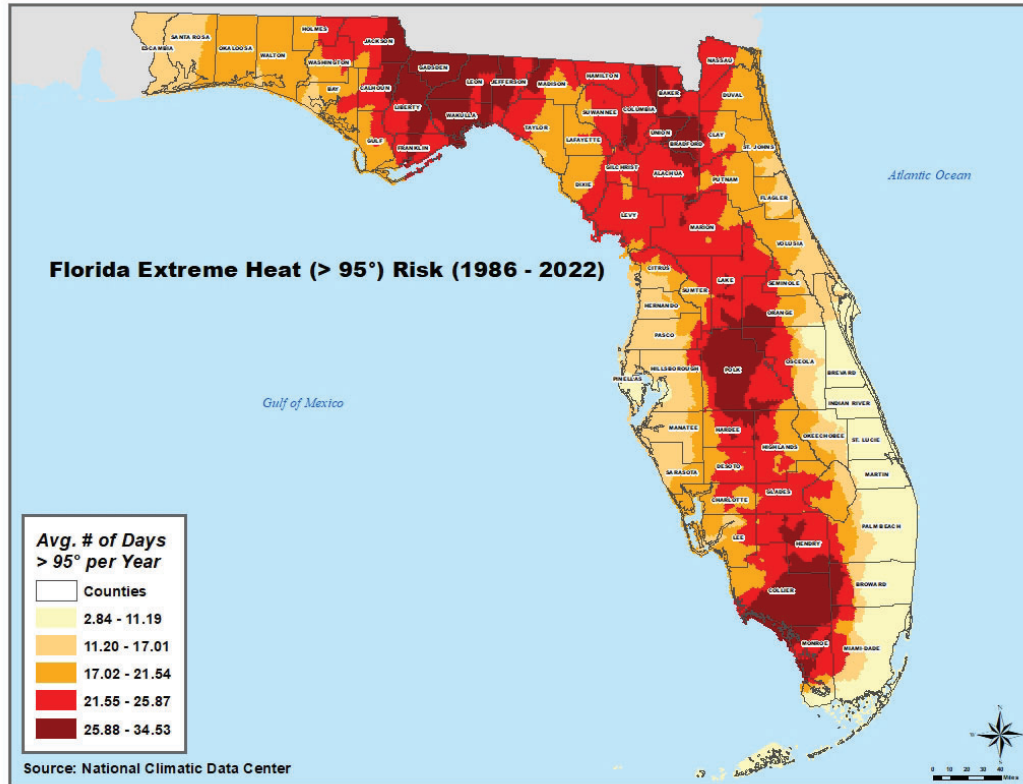 HOLMES
SANTA ROSA
ESCAMBIA
OKALOOSA
WALTON
JACKSON
WASHINGTON
GADSDEN
NASSAU
BAY
CALHOUN
LEON
JEFFERSON
MADISON
HAMILTON
BAKER
DUVAL
LIBERTY
WAKULLA
SUWANNEE
COLUMBIA
TAYLOR
UNION
CLAY
GULF
FRANKLIN
LAFAYETTE
BRADFORD
ST. JOHNS
GILCHRIST
ALACHUA
PUTNAM
DIXIE
FLAGLER
Atlantic Ocean
LEVY
MARION
VOLUSIA
Florida Extreme Heat (> 95°) Risk (1986 - 2022)
CITRUS
LAKE
SEMINOLE
SUMTER
HERNANDO
ORANGE
PASCO
OSCEOLA
HILLSBOROUGH
POLK
BREVARD
PINELLAS
Gulf of Mexico
INDIAN RIVER
MANATEE
HARDEE
OKEECHOBEE
ST. LUCIE
HIGHLANDS
DESOTO
SARASOTA
MARTIN
GLADES
CHARLOTTE
PALM BEACH
LEE
HENDRY
BROWARD
COLLIER
MONROE
MIAMI-DADE
Avg. # of Days
> 95° per Year
Counties
2.84 - 11.19
11.20 - 17.01
17.02 - 21.54
21.55 - 25.87
25.88 - 34.53
Source: National Climatic Data Center
N
W E
S
0 10 20 30 40
Miles